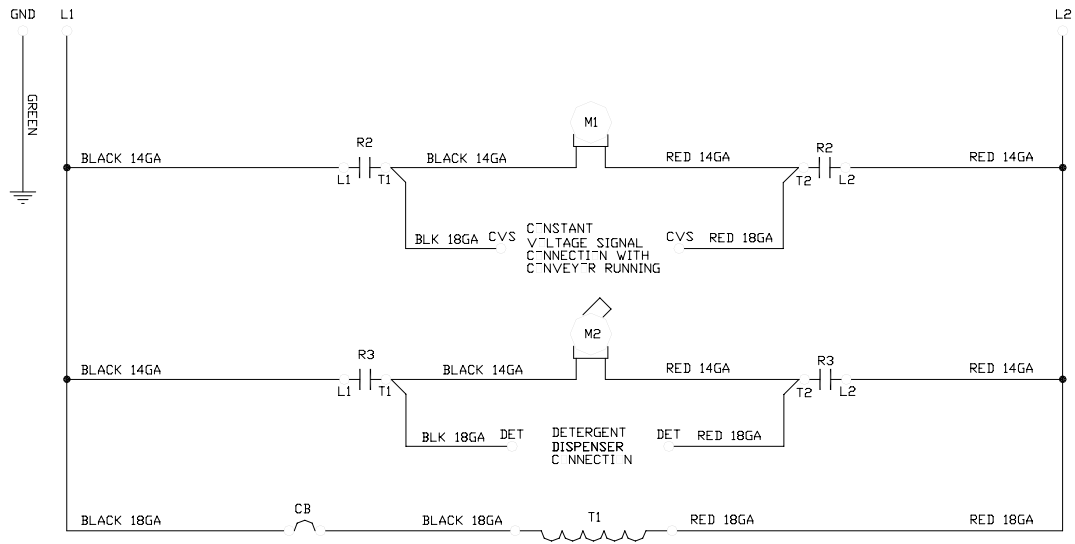 GND
L1
L2
GREEN
M1
R2
R2
BLACK 14GA
BLACK 14GA
RED 14GA
RED 14GA
L1
T1
T2
L2
BLK 18GA
CVS
C¯NSTANT
V¯LTAGE SIGNAL
C¯NNECTI¯N WITH
C¯NVEY¯R RUNNING
CVS
RED 18GA
M2
R3
R3
BLACK 14GA
BLACK 14GA
RED 14GA
RED 14GA
L1
T1
T2
L2
BLK 18GA
DET
DETERGENT
DISPENSER
C NNECTI N
DET
RED 18GA
CB
T1
BLACK 18GA
BLACK 18GA
RED 18GA
RED 18GA